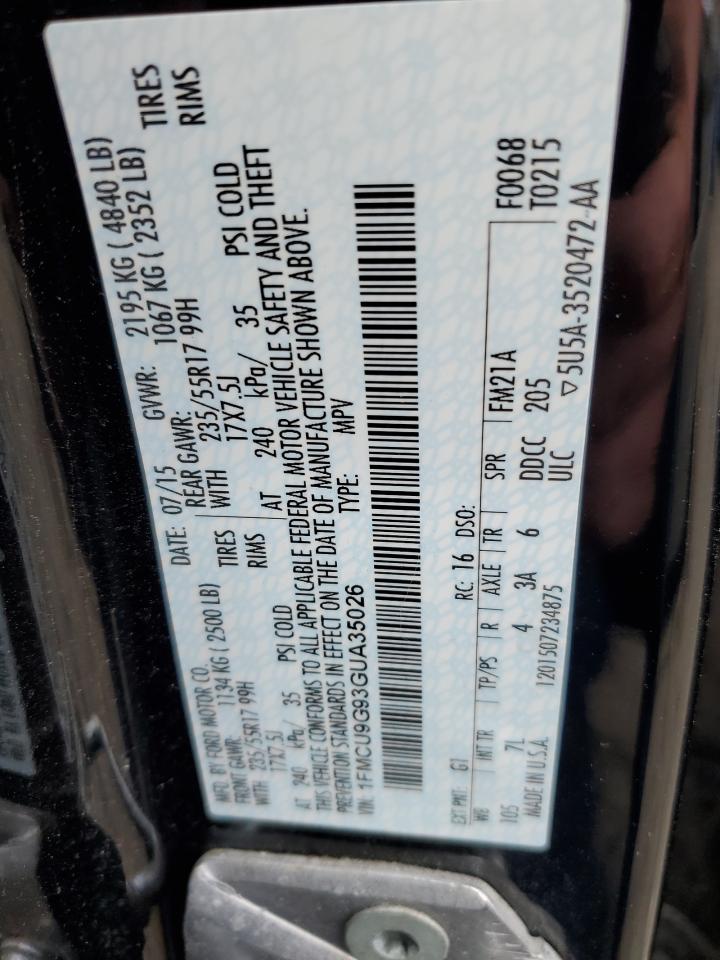 MFD. BY FORD MOTOR CO.
DATE: 07/15 GVWR: 2195 KG ( 4840 LB)
FRONT GAWR: 1134 KG ( 2500 LB) REAR GAWR: 1067 KG ( 2352 LB)
WITH 235/55R17 99H TIRES WITH 235/55R17 99H TIRES
17X7.5J RIMS 17X7.5J RIMS
AT 240 kPa/ 35 PSI COLD AT 240 kPa/ 35 PSI COLD
THIS VEHICLE CONFORMS TO ALL APPLICABLE FEDERAL MOTOR VEHICLE SAFETY AND THEFT
PREVENTION STANDARDS IN EFFECT ON THE DATE OF MANUFACTURE SHOWN ABOVE.
VIN: 1FMCU9G93GUA35026 TYPE: MPV
F0068
T0215
EXT PNT: G1 RC: 16 DSO:
WB INT TR TP/PS R AXLE TR SPR FM21A
105 7L 4 3A 6 DDCC 205
MADE IN U.S.A. 1201507234875 ULC
▽5U5A-3520472-AA